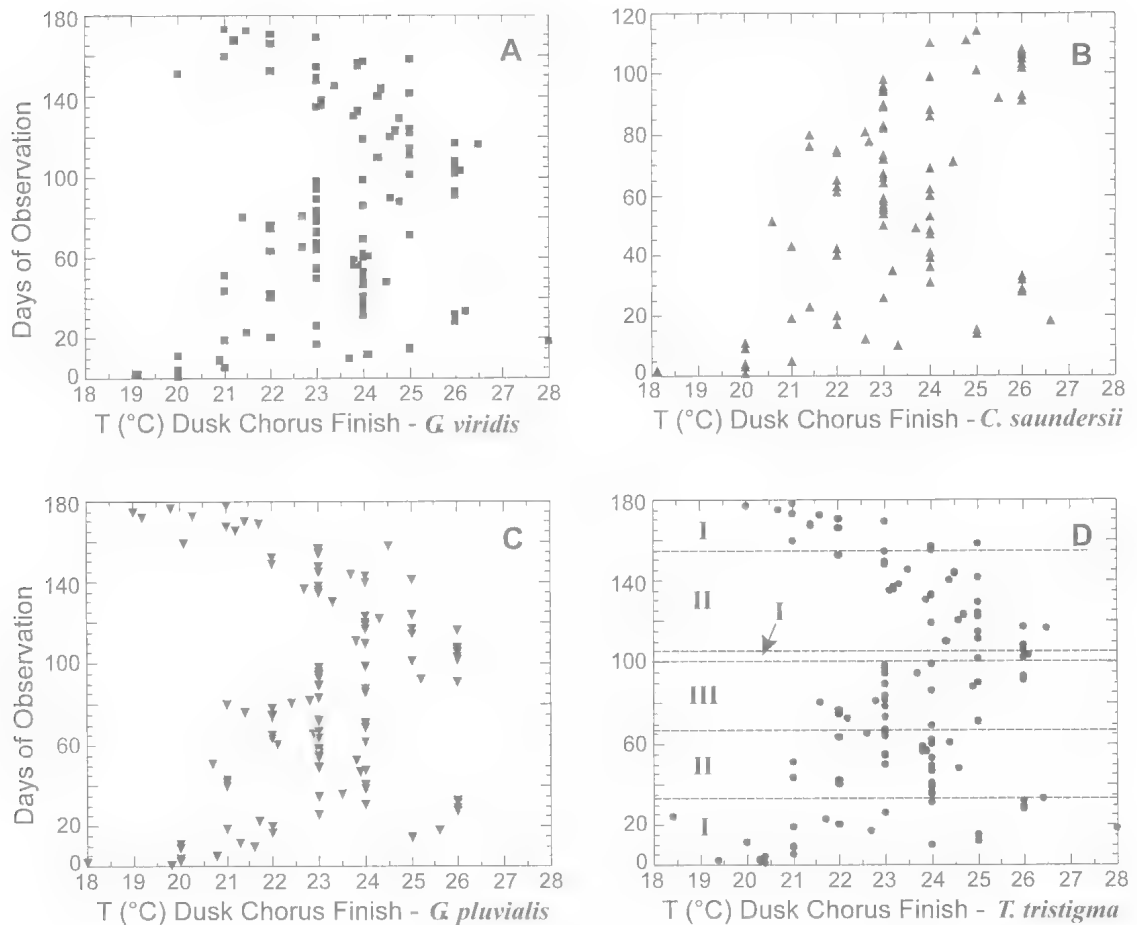 180
160
140
120
100
80
60
40
20
0
Days of Observation
A
18 19 20 21 22 23 24 25 26 27 28
T (°C) Dusk Chorus Finish - G. viridis
120
100
80
60
40
20
0
B
18 19 20 21 22 23 24 25 26 27 28
T (°C) Dusk Chorus Finish - C. saundersii
180
140
100
60
20
0
Days of Observation
C
18 19 20 21 22 23 24 25 26 27 28
T (°C) Dusk Chorus Finish - G. pluvialis
180
140
100
60
20
0
D
I
II
I
III
II
I
18 19 20 21 22 23 24 25 26 27 28
T (°C) Dusk Chorus Finish - T. tristigma